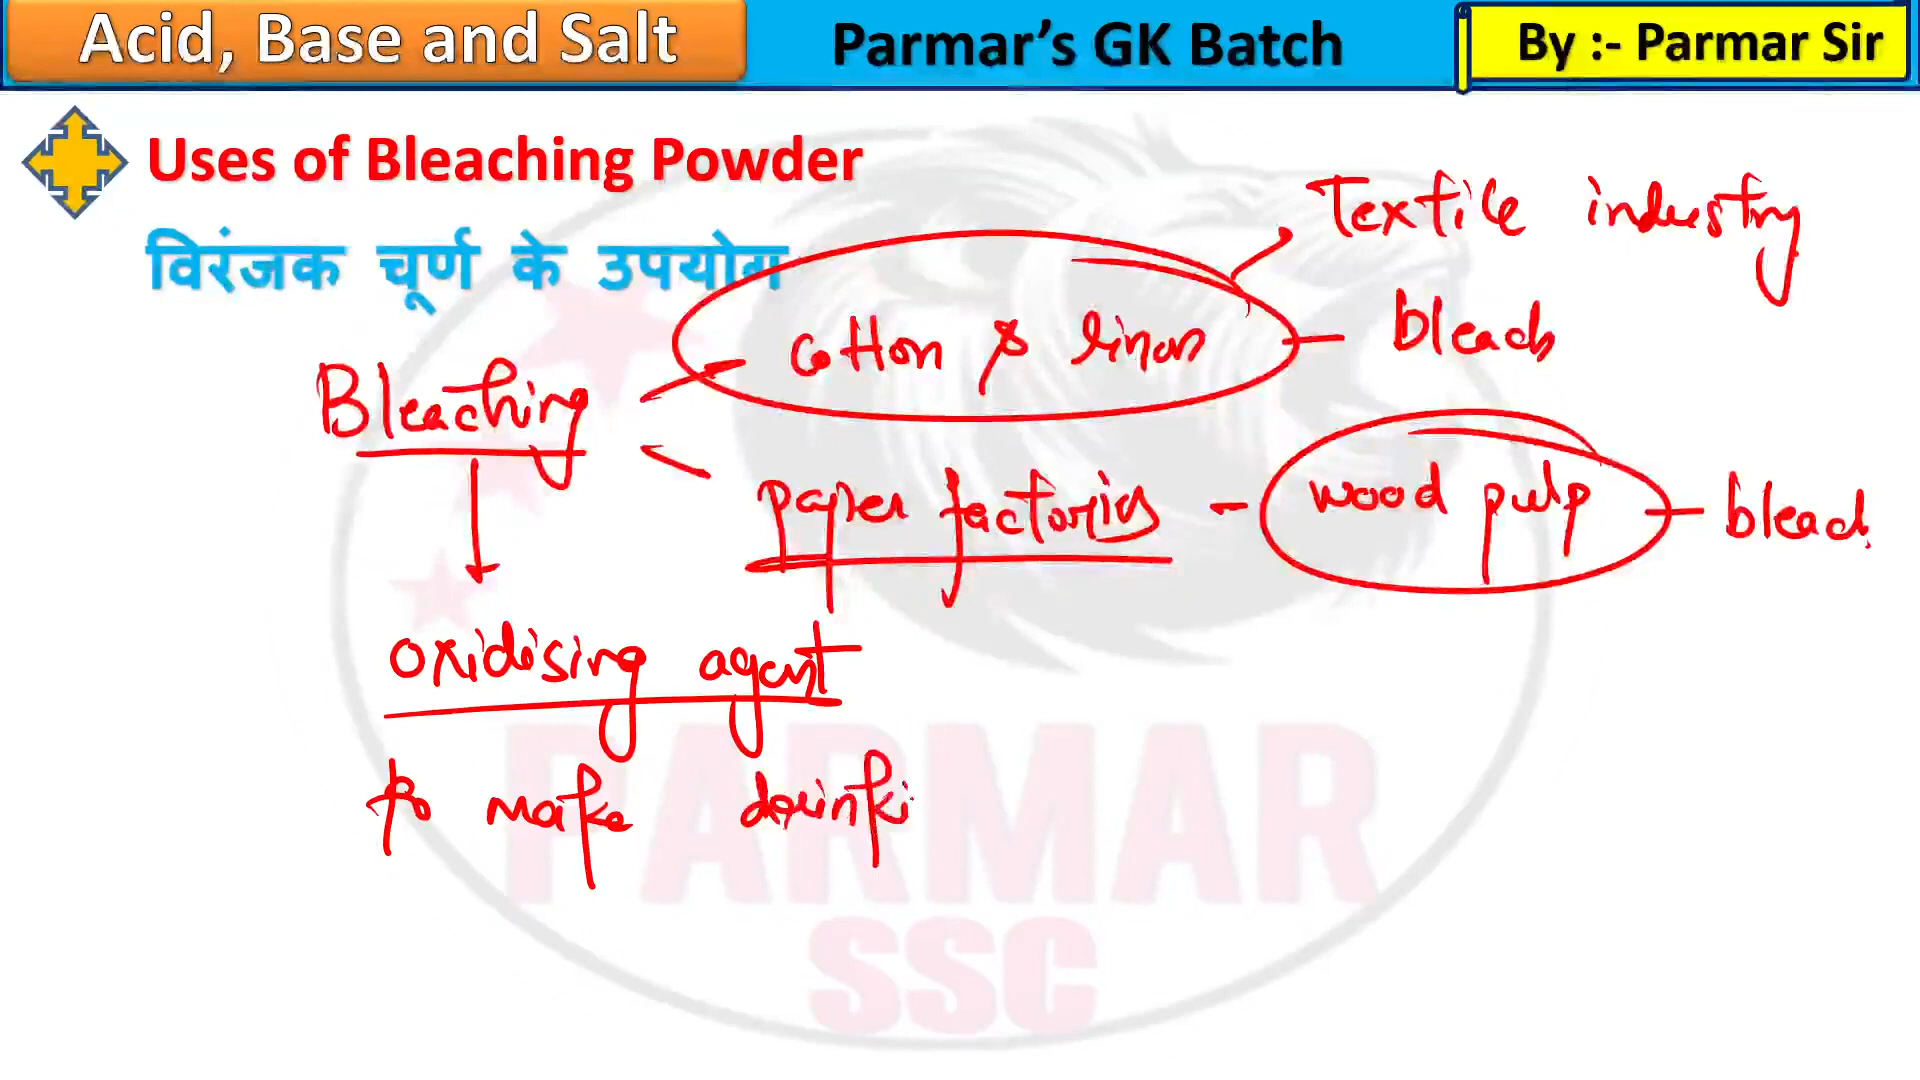 Acid, Base and Salt
Parmar's GK Batch
By :- Parmar Sir
Uses of Bleaching Powder
विरंजक चूर्ण के उपयोग
Textile industry
cotton & linan
bleach
Bleaching
paper factories - wood pulp - bleach
oxidising agent
to make drinki
PARMAR
SSC